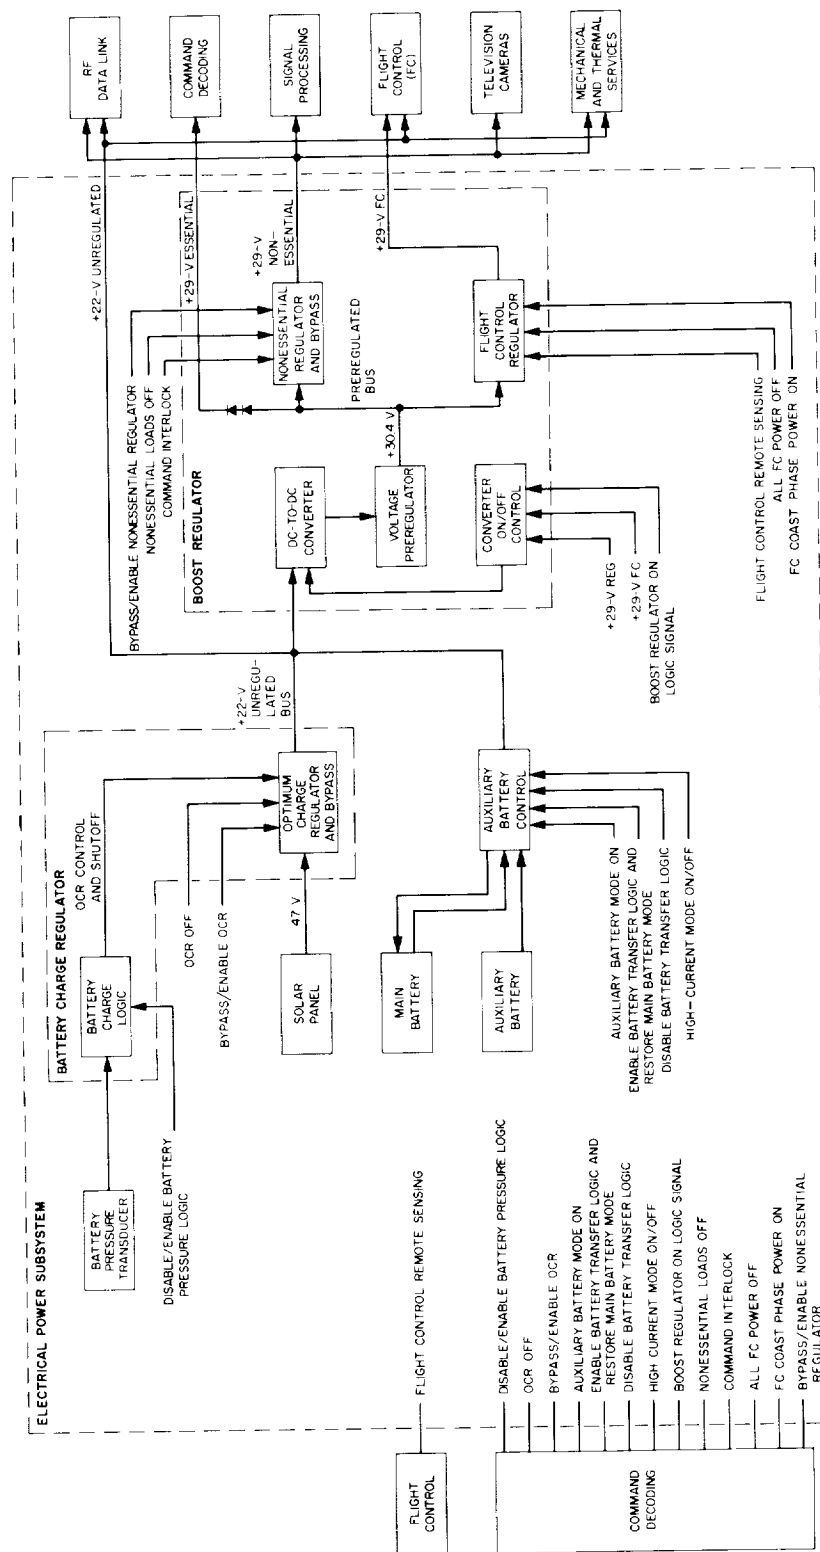 ELECTRICAL POWER SUBSYSTEM
BATTERY
PRESSURE
TRANSDUCER
DISABLE/ENABLE BATTERY
PRESSURE LOGIC
BATTERY CHARGE REGULATOR
BATTERY
CHARGE
LOGIC
OCR CONTROL
AND SHUTOFF
OCR OFF
BYPASS/ENABLE OCR
SOLAR
PANEL
47 V
OPTIMUM
CHARGE
REGULATOR
AND BYPASS
+22-V
UNREGU-
LATED
BUS
MAIN
BATTERY
AUXILIARY
BATTERY
AUXILIARY
BATTERY
CONTROL
AUXILIARY BATTERY MODE ON
ENABLE BATTERY TRANSFER LOGIC AND
RESTORE MAIN BATTERY MODE
DISABLE BATTERY TRANSFER LOGIC
HIGH-CURRENT MODE ON/OFF
BYPASS/ENABLE NONESSENTIAL REGULATOR
NONESSENTIAL LOADS OFF
COMMAND INTERLOCK
BOOST REGULATOR
DC-TO-DC
CONVERTER
VOLTAGE
PREREGULATOR
CONVERTER
ON/OFF
CONTROL
+29-V REG
+29-V FC
BOOST REGULATOR ON
LOGIC SIGNAL
+30.4 V
PREREGULATED
BUS
NONESSENTIAL
REGULATOR
AND BYPASS
FLIGHT
CONTROL
REGULATOR
FLIGHT CONTROL REMOTE SENSING
ALL FC POWER OFF
FC COAST PHASE POWER ON
+22-V UNREGULATED
+29-V ESSENTIAL
+29-V
NON-
ESSENTIAL
+29-V FC
RF
DATA LINK
COMMAND
DECODING
SIGNAL
PROCESSING
FLIGHT
CONTROL
(FC)
TELEVISION
CAMERAS
MECHANICAL
AND THERMAL
SERVICES
FLIGHT
CONTROL
FLIGHT CONTROL REMOTE SENSING
COMMAND
DECODING
DISABLE/ENABLE BATTERY PRESSURE LOGIC
OCR OFF
BYPASS/ENABLE OCR
AUXILIARY BATTERY MODE ON
ENABLE BATTERY TRANSFER LOGIC AND
RESTORE MAIN BATTERY MODE
DISABLE BATTERY TRANSFER LOGIC
HIGH CURRENT MODE ON/OFF
BOOST REGULATOR ON LOGIC SIGNAL
NONESSENTIAL LOADS OFF
COMMAND INTERLOCK
ALL FC POWER OFF
FC COAST PHASE POWER ON
BYPASS/ENABLE NONESSENTIAL
REGULATOR